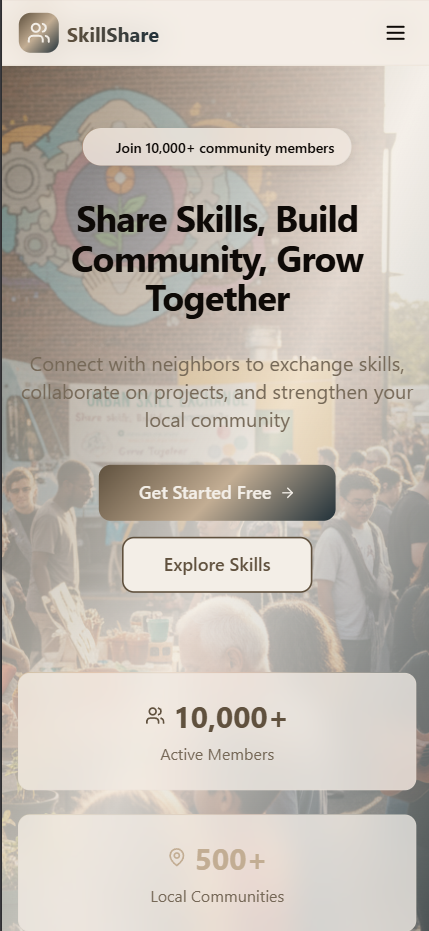 SkillShare
Join 10,000+ community members
Share Skills, Build
Community, Grow
Together
Connect with neighbors to exchange skills,
collaborate on projects, and strengthen your
local community
Get Started Free →
Explore Skills
10,000+
Active Members
500+
Local Communities